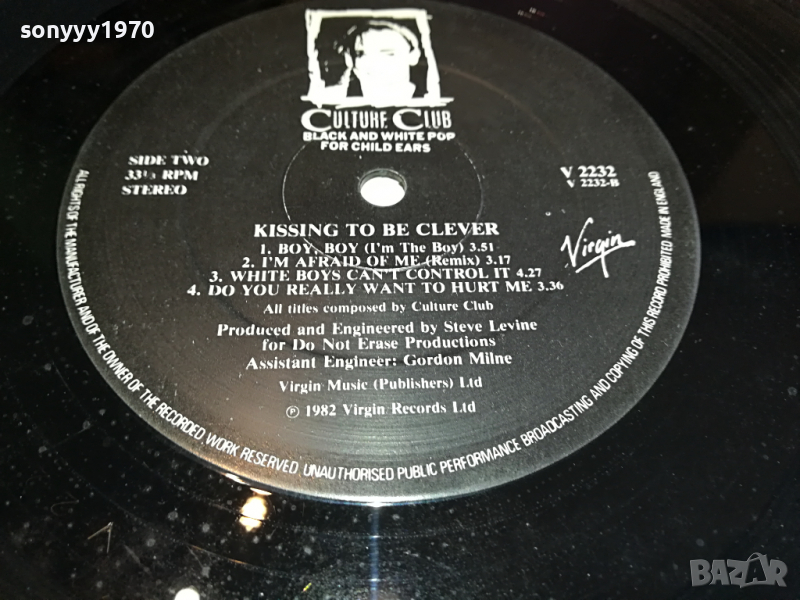 sonyyy1970
CULTURE CLUB
BLACK AND WHITE POP
FOR CHILD EARS
SIDE TWO
33⅓ RPM
STEREO
V 2232
V 2232-B
KISSING TO BE CLEVER
1. BOY, BOY (I'm The Boy) 3.51
2. I'M AFRAID OF ME (Remix) 3.17
3. WHITE BOYS CAN'T CONTROL IT 4.27
4. DO YOU REALLY WANT TO HURT ME 3.36
All titles composed by Culture Club
Produced and Engineered by Steve Levine
for Do Not Erase Productions
Assistant Engineer: Gordon Milne
Virgin Music (Publishers) Ltd
℗ 1982 Virgin Records Ltd
Virgin
ALL RIGHTS OF THE MANUFACTURER AND OF THE OWNER OF THE RECORDED WORK RESERVED. UNAUTHORISED PUBLIC PERFORMANCE BROADCASTING AND COPYING OF THIS RECORD PROHIBITED MADE IN ENGLAND
BAZAR